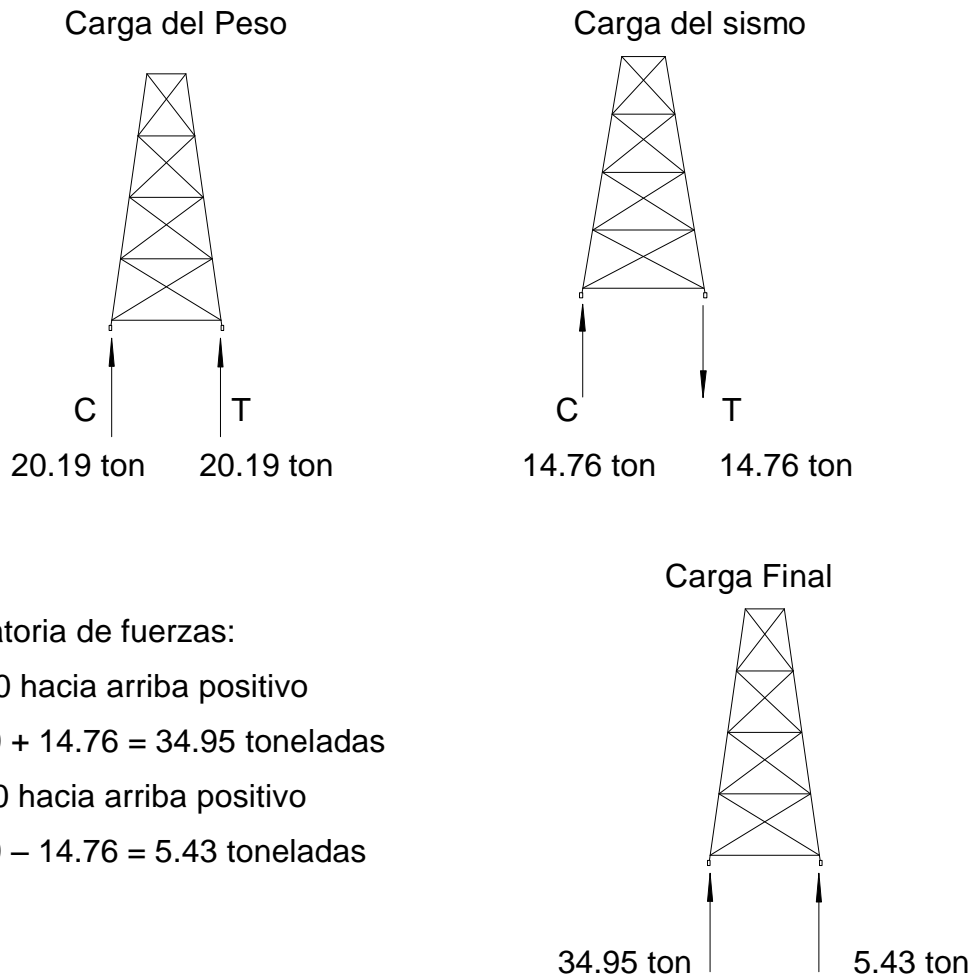 Carga del Peso
Carga del sismo
C T
C T
20.19 ton 20.19 ton
14.76 ton 14.76 ton
Carga Final
de fuerzas:
0 hacia arriba positivo
+ 14.76 = 34.95 toneladas
0 hacia arriba positivo
– 14.76 = 5.43 toneladas
34.95 ton 5.43 ton